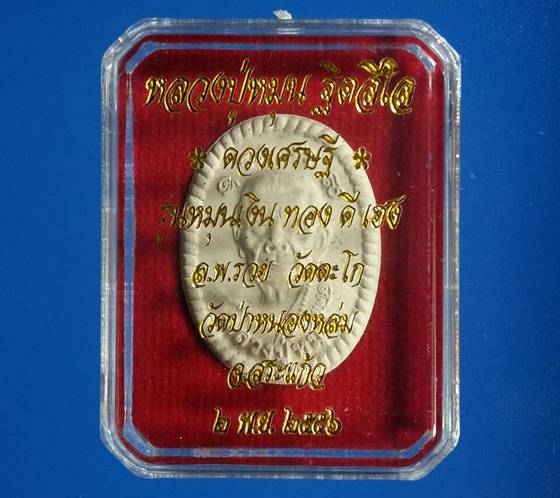 หลวงปู่หมุน ฐิตสีโล
* ดวงเศรษฐี *
รุ่นหมุนเงิน ทอง ดี เฮง
ล.พ.รวย วัดตะโก
วัดป่าหนองหล่ม
จ.สระแก้ว
๒ พ.ย. ๒๕๕๖